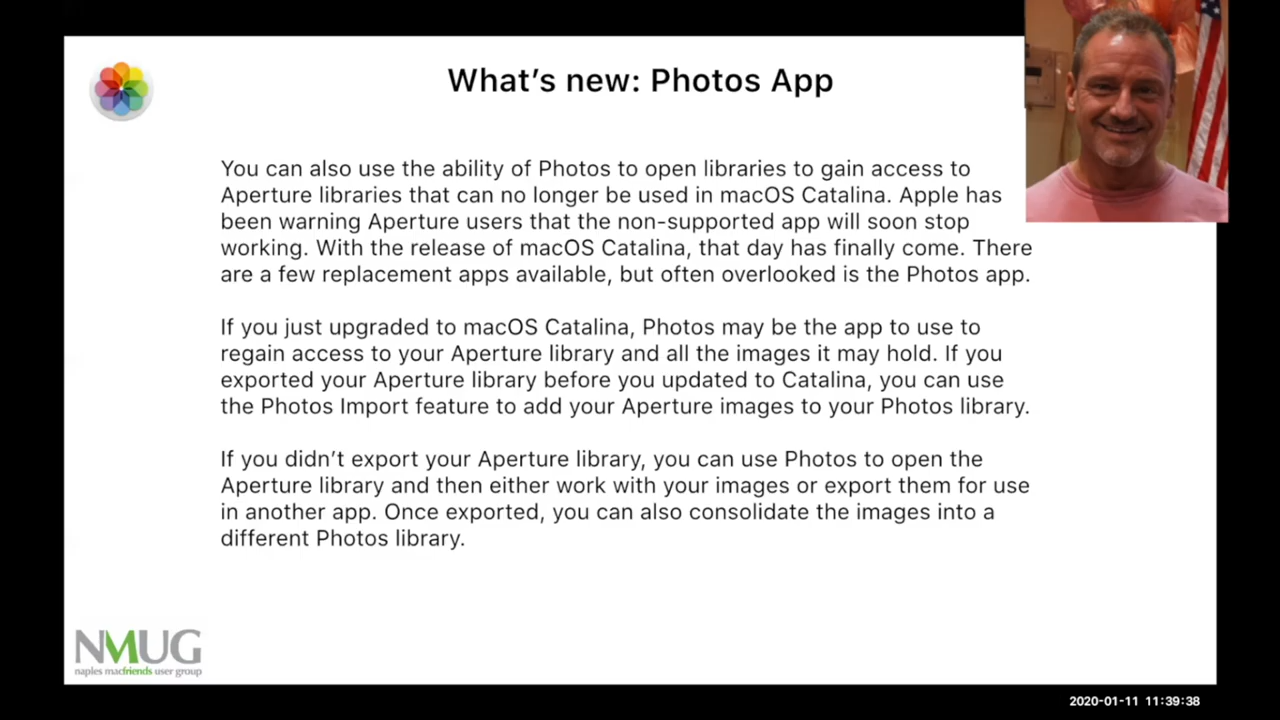 What's new: Photos App
You can also use the ability of Photos to open libraries to gain access to
Aperture libraries that can no longer be used in macOS Catalina. Apple has
been warning Aperture users that the non-supported app will soon stop
working. With the release of macOS Catalina, that day has finally come. There
are a few replacement apps available, but often overlooked is the Photos app.
If you just upgraded to macOS Catalina, Photos may be the app to use to
regain access to your Aperture library and all the images it may hold. If you
exported your Aperture library before you updated to Catalina, you can use
the Photos Import feature to add your Aperture images to your Photos library.
If you didn't export your Aperture library, you can use Photos to open the
Aperture library and then either work with your images or export them for use
in another app. Once exported, you can also consolidate the images into a
different Photos library.
NMUG
naples macfriends user group
2020-01-11 11:39:38